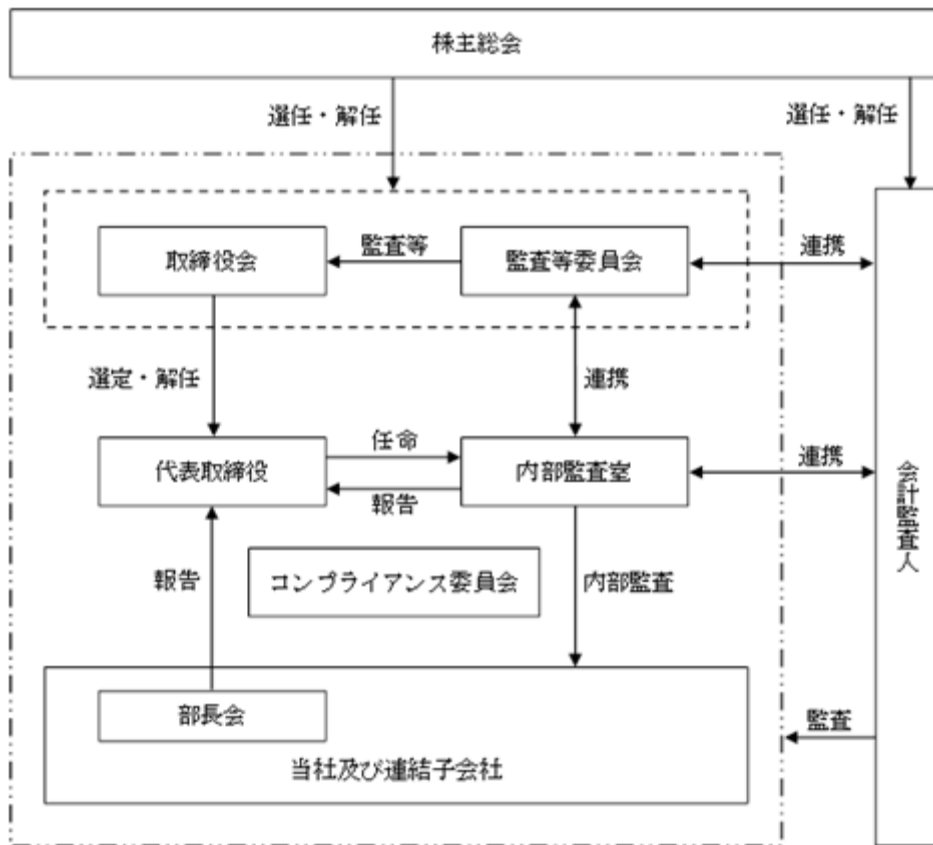 株主総会
選任・解任
選任・解任
取締役会
監査等
監査等委員会
連携
選定・解任
連携
代表取締役
任命
報告
内部監査室
連携
会計監査人
報告
コンプライアンス委員会
内部監査
部長会
当社及び連結子会社
監査